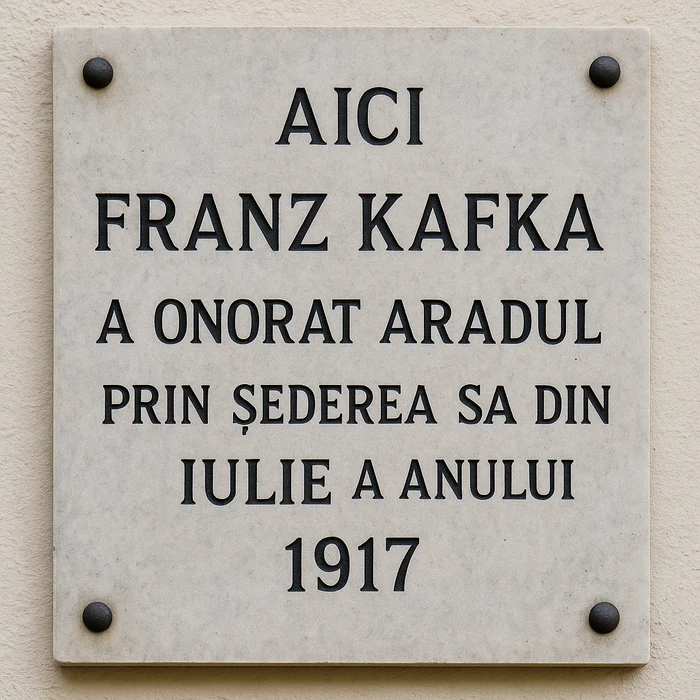 AICI
FRANZ KAFKA
A ONORAT ARADUL
PRIN ȘEDEREA SA DIN
IULIE A ANULUI
1917